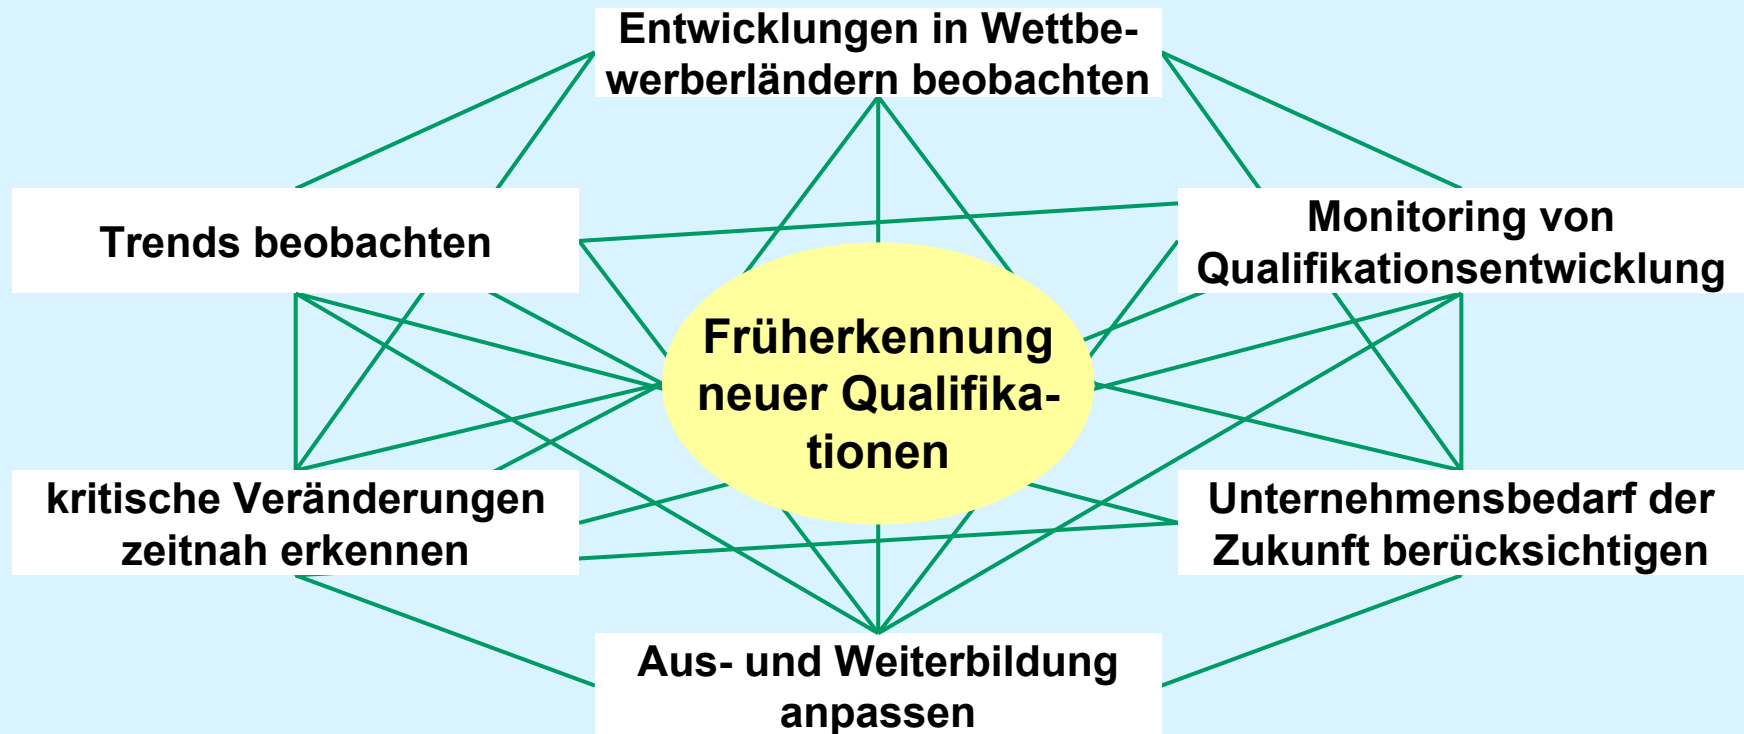 Entwicklungen in Wettbe-
werberländern beobachten
Trends beobachten
Monitoring von
Qualifikationsentwicklung
Früherkennung
neuer Qualifika-
tionen
kritische Veränderungen
zeitnah erkennen
Unternehmensbedarf der
Zukunft berücksichtigen
Aus- und Weiterbildung
anpassen